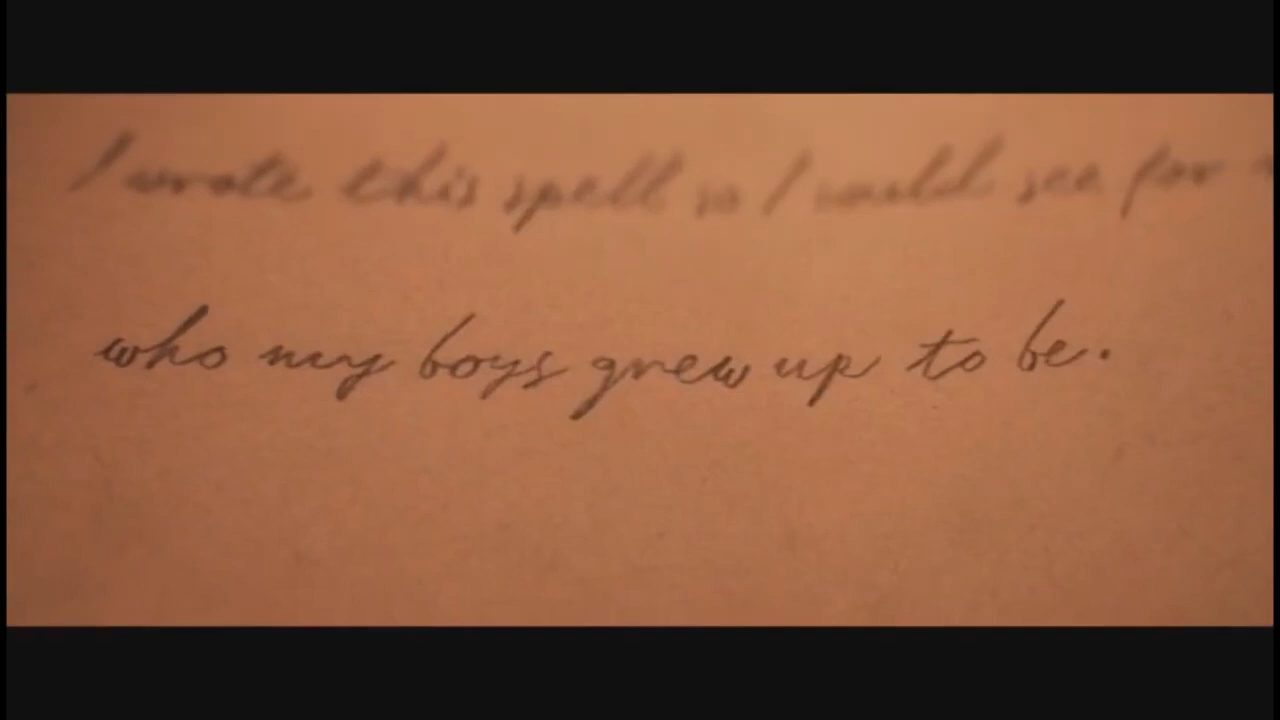 I wrote this spell so I could see for
who my boys grew up to be.